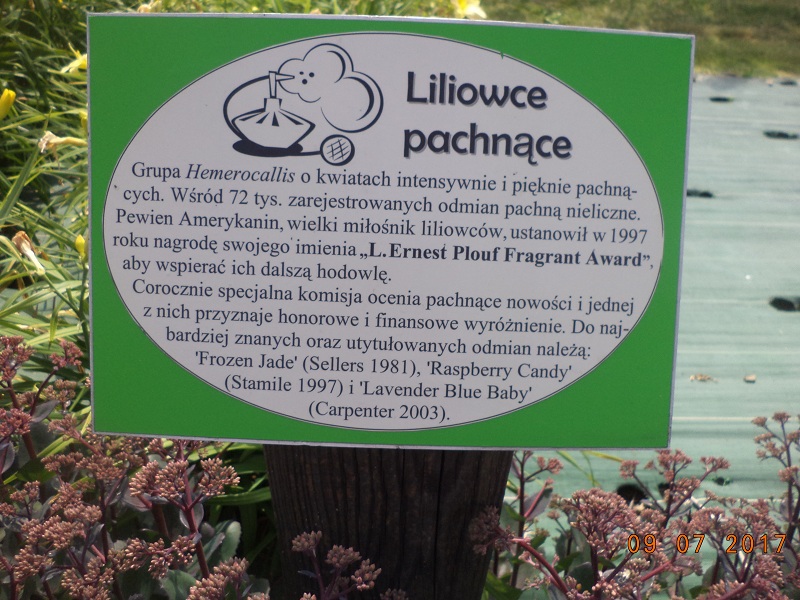 Liliowce
pachnące
Grupa Hemerocallis o kwiatach intensywnie i pięknie pachną-
cych. Wśród 72 tys. zarejestrowanych odmian pachną nieliczne.
Pewien Amerykanin, wielki miłośnik liliowców, ustanowił w 1997
roku nagrodę swojego imienia „L.Ernest Plouf Fragrant Award”,
aby wspierać ich dalszą hodowlę.
Corocznie specjalna komisja ocenia pachnące nowości i jednej
z nich przyznaje honorowe i finansowe wyróżnienie. Do naj-
bardziej znanych oraz utytułowanych odmian należą:
'Frozen Jade' (Sellers 1981), 'Raspberry Candy'
(Stamile 1997) i 'Lavender Blue Baby'
(Carpenter 2003).
09 07 2017